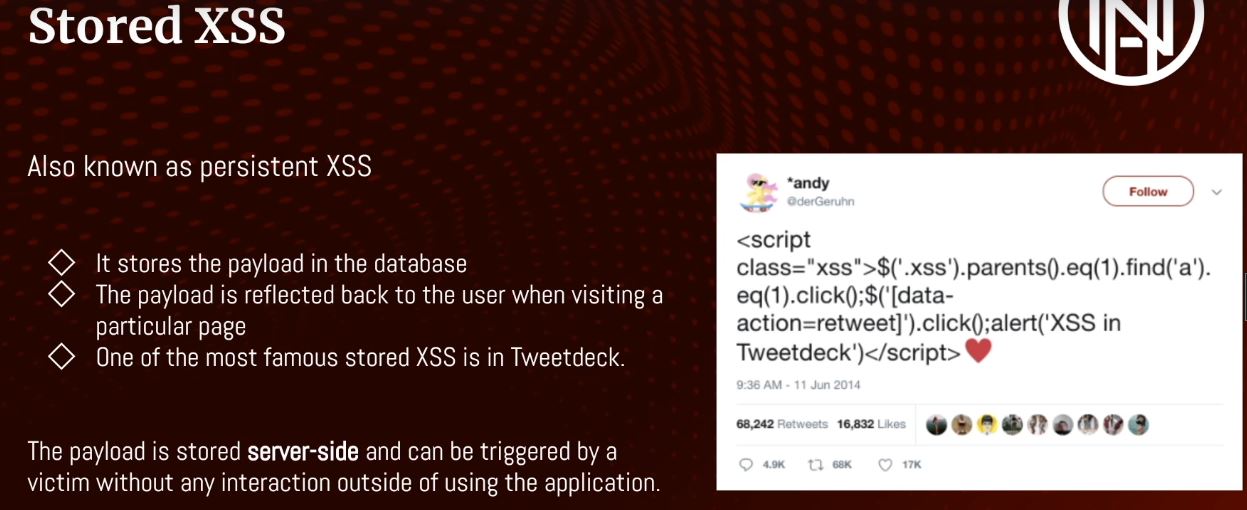 Stored XSS
Also known as persistent XSS
It stores the payload in the database
The payload is reflected back to the user when visiting a
particular page
One of the most famous stored XSS is in Tweetdeck.
The payload is stored server-side and can be triggered by a
victim without any interaction outside of using the application.
*andy
@derGeruhn
Follow
<script
class="xss">$('.xss').parents().eq(1).find('a').
eq(1).click();$('[data-
action=retweet]').click();alert('XSS in
Tweetdeck')</script>♥
9:36 AM - 11 Jun 2014
68,242 Retweets 16,832 Likes
4.9K 68K 17K